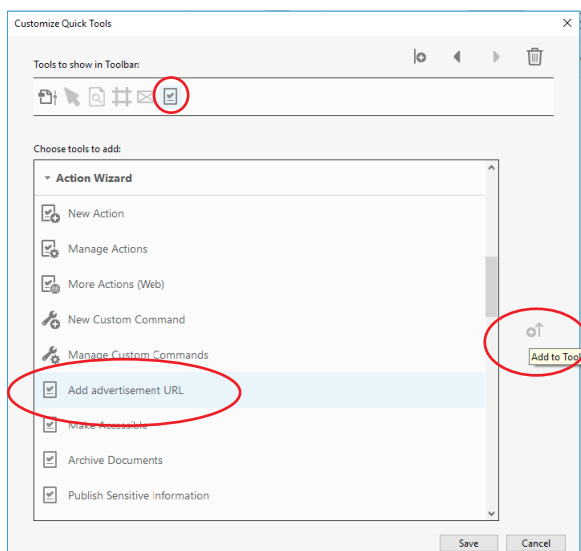 Customize Quick Tools
Tools to show in Toolbar:
Choose tools to add:
Action Wizard
New Action
Manage Actions
More Actions (Web)
New Custom Command
Manage Custom Commands
Add to Tool
Add advertisement URL
Make Accessible
Archive Documents
Publish Sensitive Information
Save Cancel